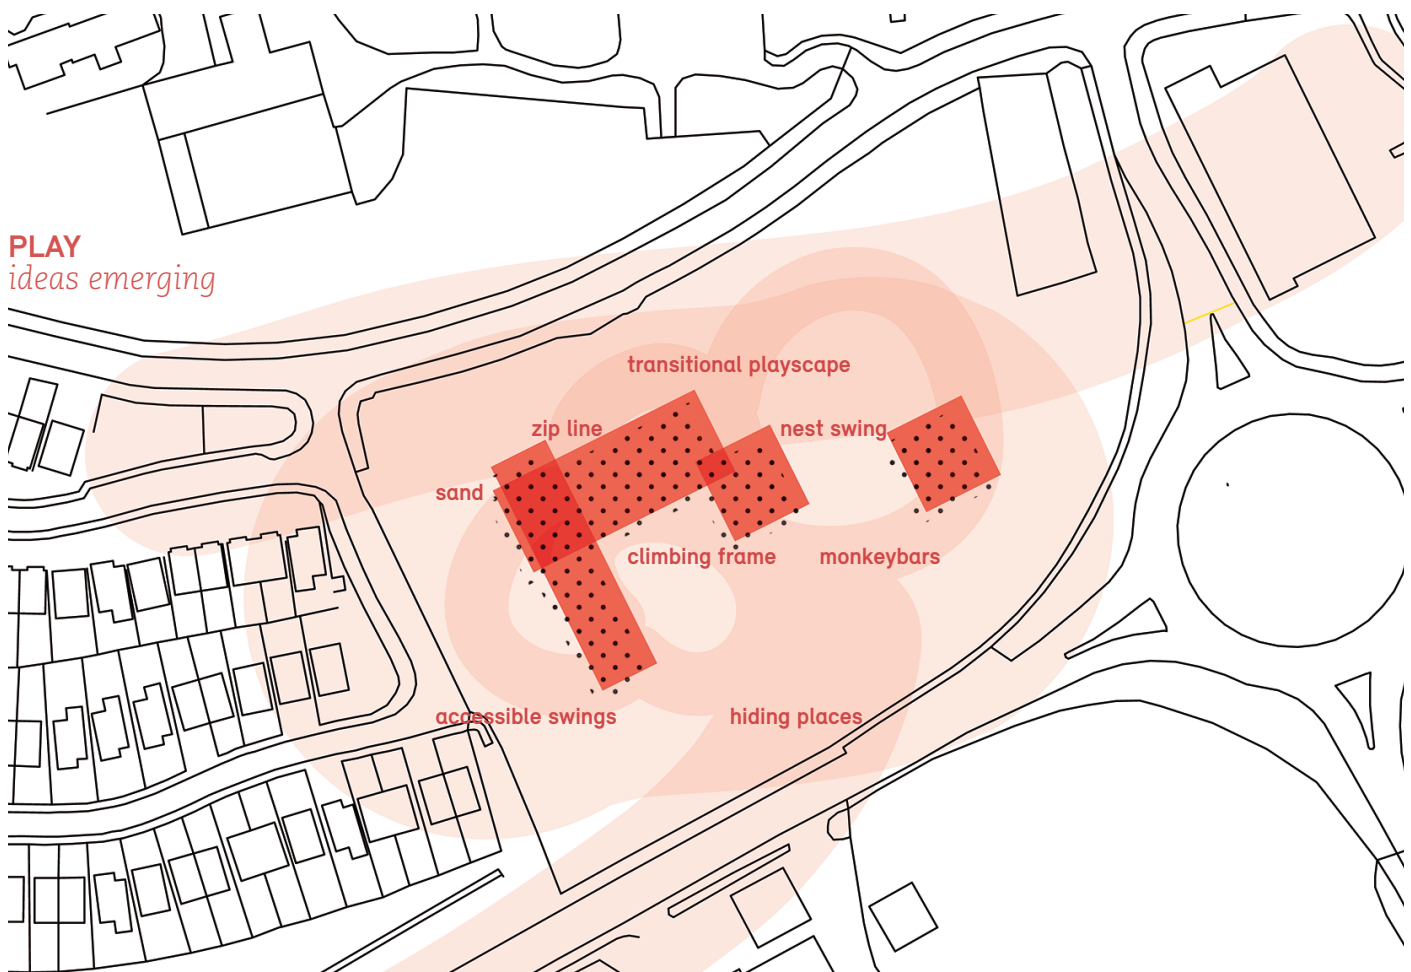 PLAY
ideas emerging
transitional playscape
zip line
nest swing
sand
climbing frame
monkeybars
accessible swings
hiding places